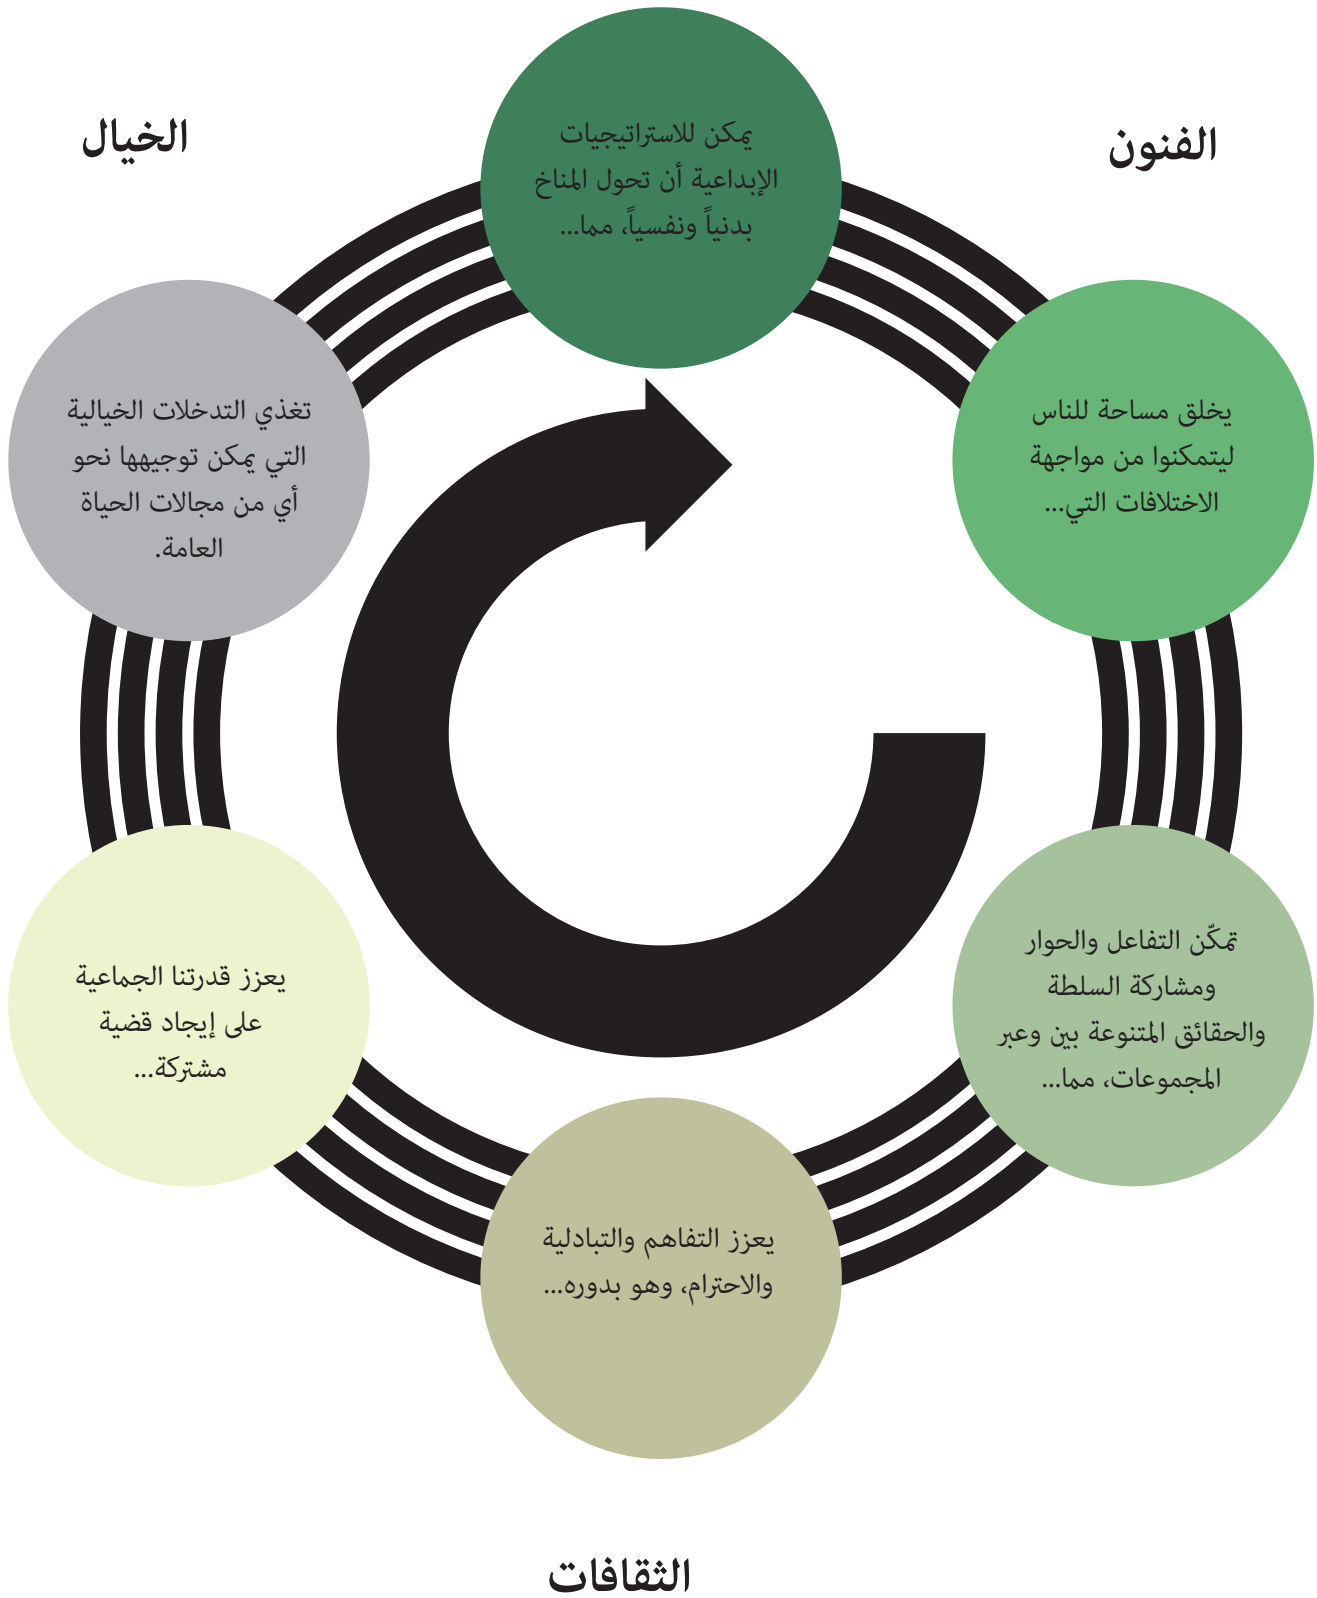 الفنون
الخيال
يمكن للاستراتيجيات
الإبداعية أن تحول المناخ
بدنياً ونفسياً، مما...
يخلق مساحة للناس
ليتمكنوا من مواجهة
الاختلافات التي...
تمكّن التفاعل والحوار
ومشاركة السلطة
والحقائق المتنوعة بين وعبر
المجموعات، مما...
يعزز التفاهم والتبادلية
والاحترام، وهو بدوره...
يعزز قدرتنا الجماعية
على إيجاد قضية
مشتركة...
تغذي التدخلات الخيالية
التي يمكن توجيهها نحو
أي من مجالات الحياة
العامة.
الثقافات